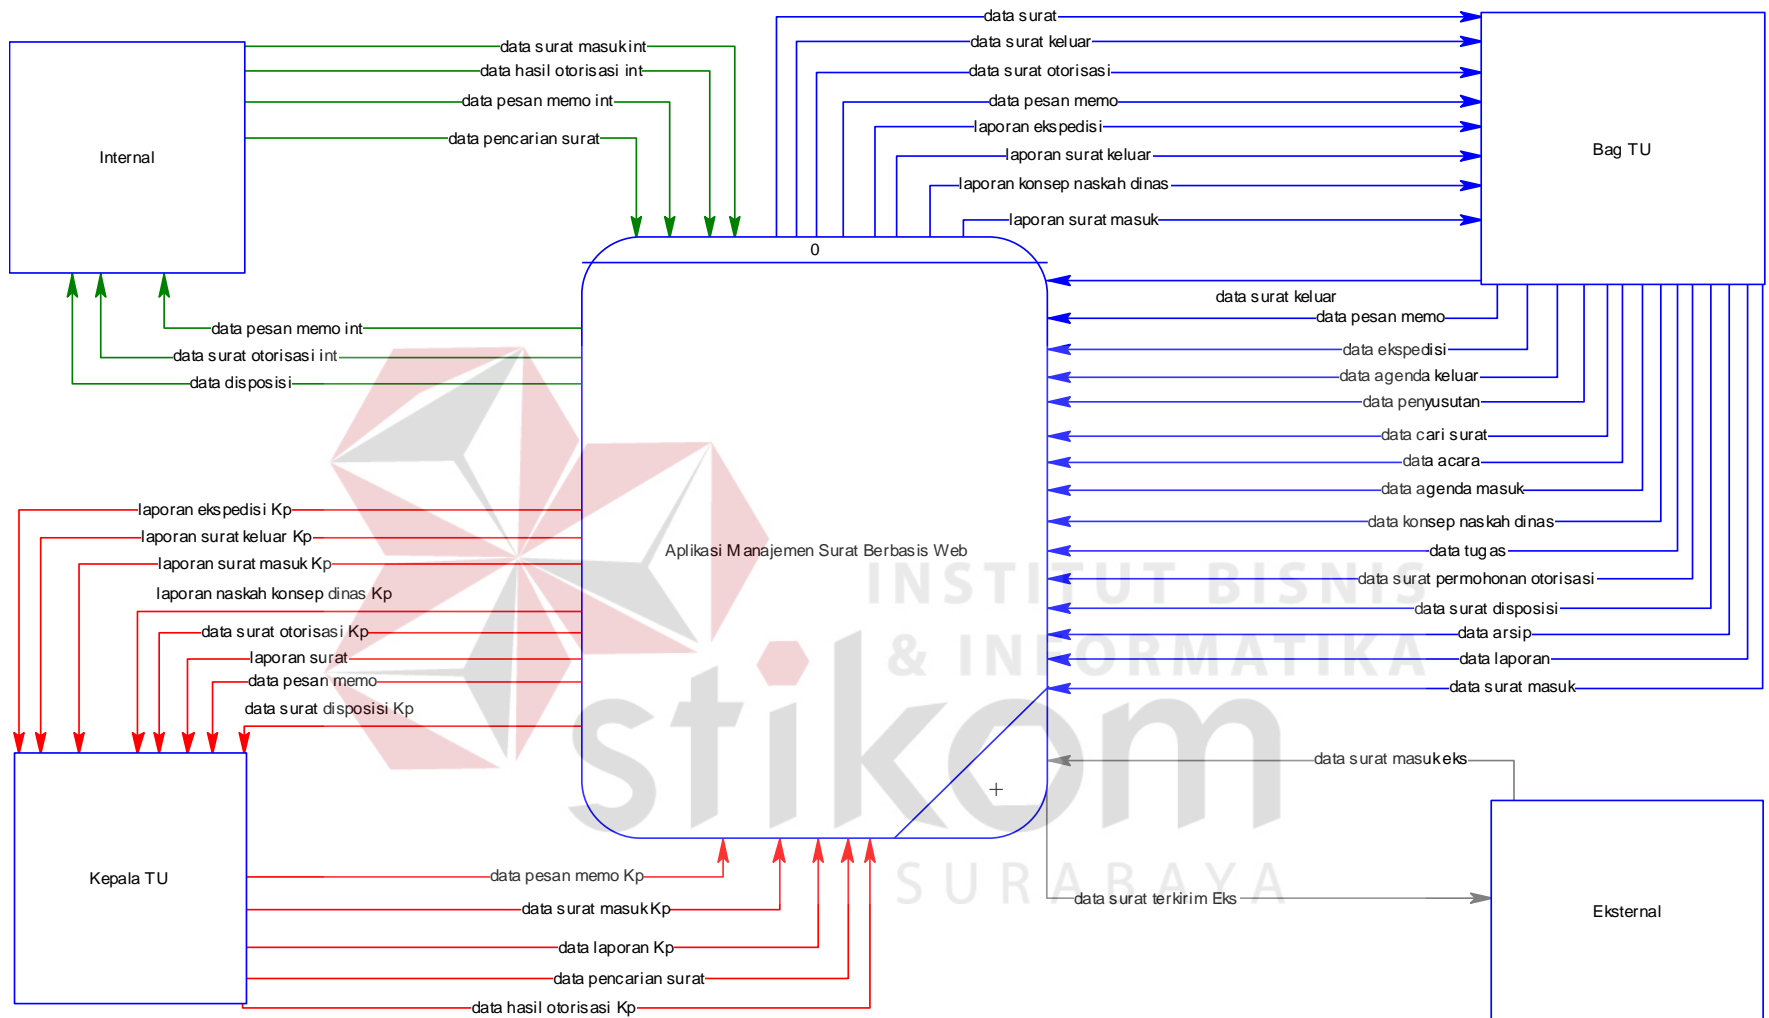 data surat
data surat keluar
data surat otorisasi
data pesan memo
laporan ekspedisi
laporan surat keluar
laporan konsep naskah dinas
laporan surat masuk
data surat masuk int
data hasil otorisasi int
data pesan memo int
data pencarian surat
Internal
Bag TU
0
data pesan memo int
data surat otorisasi int
data disposisi
data surat keluar
data pesan memo
data ekspedisi
data agenda keluar
data penyusutan
data cari surat
data acara
data agenda masuk
data konsep naskah dinas
data tugas
data surat permohonan otorisasi
data surat disposisi
data arsip
data laporan
data surat masuk
Aplikasi Manajemen Surat Berbasis Web
laporan ekspedisi Kp
laporan surat keluar Kp
laporan surat masuk Kp
laporan naskah konsep dinas Kp
data surat otorisasi Kp
laporan surat
data pesan memo
data surat disposisi Kp
INSTITUT BISNIS
& INFORMATIKA
stikom
SURABAYA
+
data surat masuk eks
data surat terkirim Eks
Eksternal
Kepala TU
data pesan memo Kp
data surat masuk Kp
data laporan Kp
data pencarian surat
data hasil otorisasi Kp